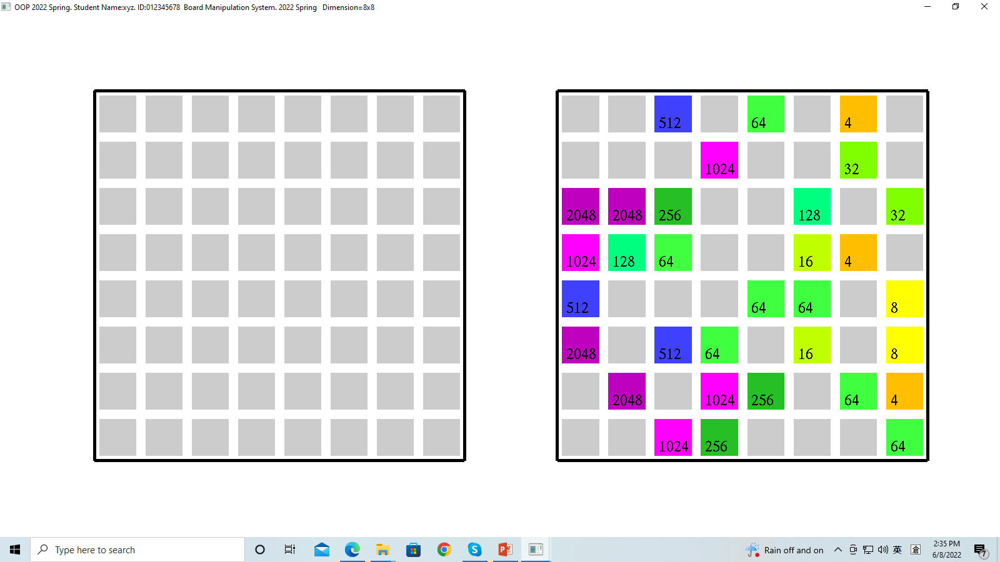 OOP 2022 Spring. Student Name:xyz. ID:012345678  Board Manipulation System. 2022 Spring   Dimension=8x8
512 64 4
1024 32
2048 2048 256 128 32
1024 128 64 16 4
512 64 64 8
2048 512 64 16 8
2048 1024 256 64 4
1024 256 64
Type here to search
Rain off and on
英
倉
2:35 PM
6/8/2022
7